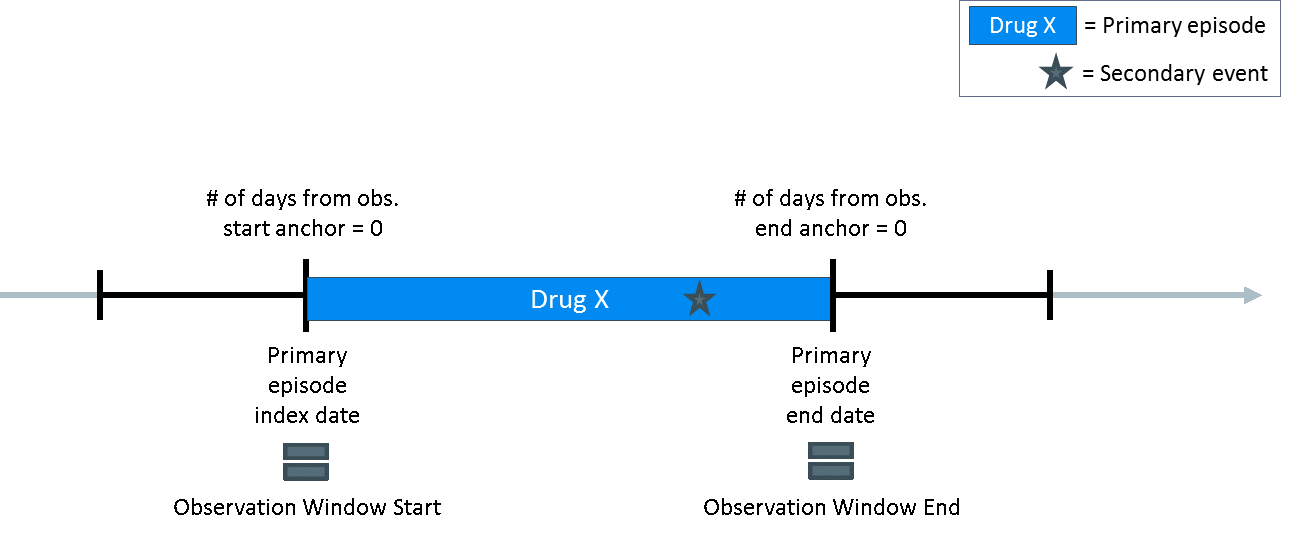 Drug X = Primary episode
= Secondary event
# of days from obs.
start anchor = 0
# of days from obs.
end anchor = 0
Drug X
Primary
episode
index date
Primary
episode
end date
Observation Window Start
Observation Window End